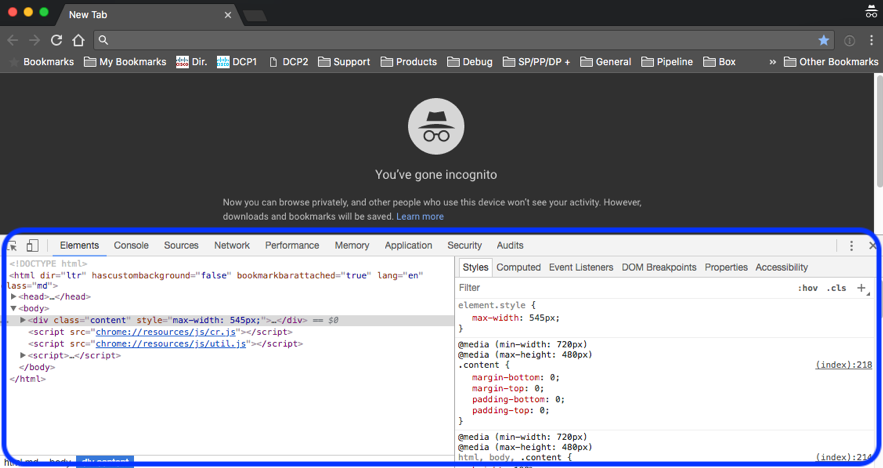 New Tab
Bookmarks My Bookmarks Dir. DCP1 DCP2 Support Products Debug SP/PP/DP + General Pipeline Box » Other Bookmarks
You've gone incognito
Now you can browse privately, and other people who use this device won't see your activity. However,
downloads and bookmarks will be saved. Learn more
Elements Console Sources Network Performance Memory Application Security Audits
<!DOCTYPE html>
<html dir="ltr" hascustombackground="false" bookmarkbarattached="true" lang="en"
class="md">
<head>…</head>
<body>
<div class="content" style="max-width: 545px;">…</div> == $0
<script src="chrome://resources/js/cr.js"></script>
<script src="chrome://resources/js/util.js"></script>
<script>…</script>
</body>
</html>
html.md body div.content
Styles Computed Event Listeners DOM Breakpoints Properties Accessibility
Filter :hov .cls +
element.style {
max-width: 545px;
}
@media (min-width: 720px)
@media (max-height: 480px)
.content { (index):218
margin-bottom: 0;
margin-top: 0;
padding-bottom: 0;
padding-top: 0;
}
@media (min-width: 720px)
@media (max-height: 480px)
html, body, .content { (index):214